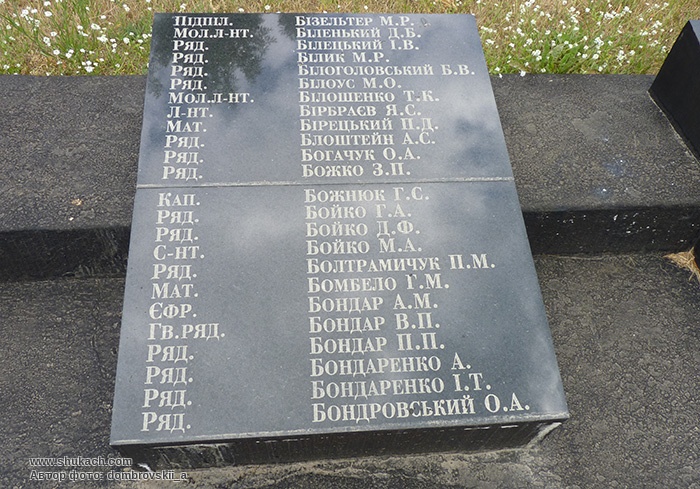 Підпіл. Бізельтер М.Р.
Мол.л-нт. Біленький Д.Б.
Ряд. Білецький І.В.
Ряд. Білик М.Р.
Ряд. Білоголовський Б.В.
Ряд. Білоус М.О.
Мол.л-нт. Білошенко Т.К.
Л-нт. Бірбраєв Я.С.
Мат. Бірецький П.Д.
Ряд. Блоштейн А.С.
Ряд. Богачук О.А.
Ряд. Божко З.П.
Кап. Божнюк Г.С.
Ряд. Бойко Г.А.
Ряд. Бойко Д.Ф.
С-нт. Бойко М.А.
Ряд. Болтрамичук П.М.
Мат. Бомбело Г.М.
Єфр. Бондар А.М.
Гв.ряд. Бондар В.П.
Ряд. Бондар П.П.
Ряд. Бондаренко А.
Ряд. Бондаренко І.Т.
Ряд. Бондровський О.А.
www.shukach.com
Автор фото: dombrovskii_a